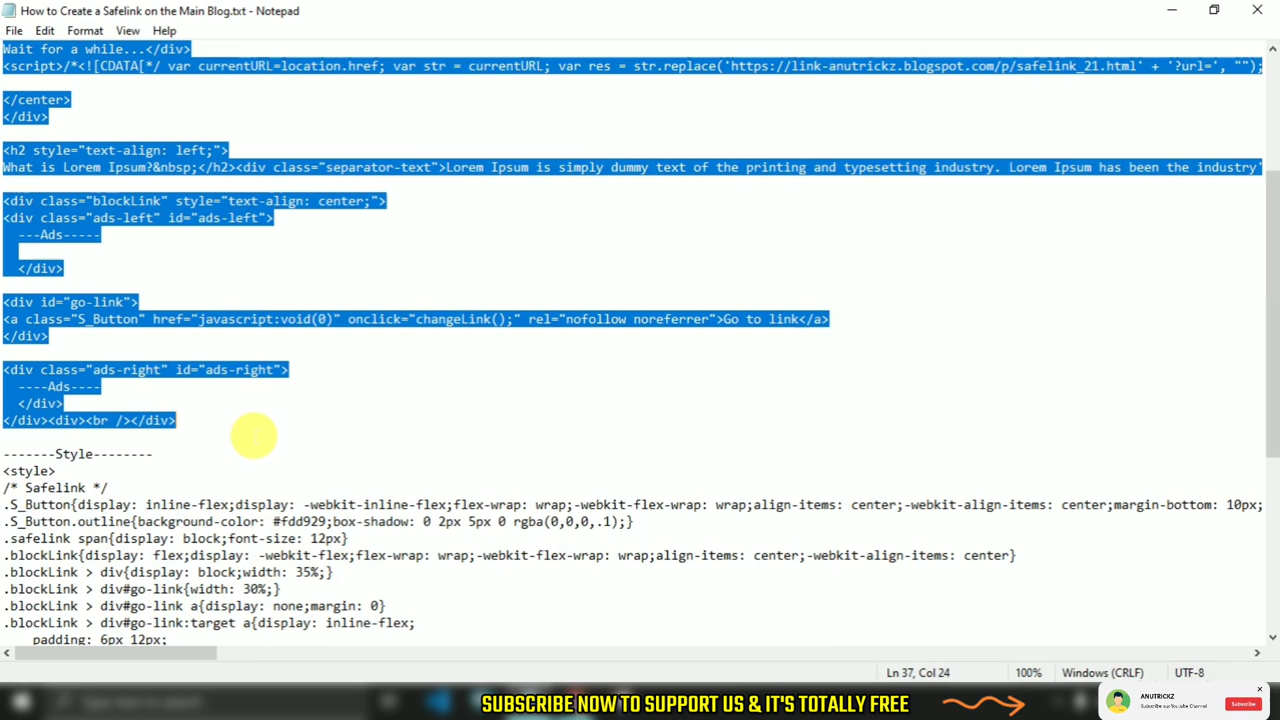 How to Create a Safelink on the Main Blog.txt - Notepad
File Edit Format View Help
Wait for a while...</div>
<script>/*<![CDATA[*/ var currentURL=location.href; var str = currentURL; var res = str.replace('https://link-anutrickz.blogspot.com/p/safelink_21.html' + '?url=', "");
</center>
</div>
<h2 style="text-align: left;">
What is Lorem Ipsum?&nbsp;</h2><div class="separator-text">Lorem Ipsum is simply dummy text of the printing and typesetting industry. Lorem Ipsum has been the industry'
<div class="blockLink" style="text-align: center;">
<div class="ads-left" id="ads-left">
---Ads-----
</div>
<div id="go-link">
<a class="S_Button" href="javascript:void(0)" onclick="changeLink();" rel="nofollow noreferrer">Go to link</a>
</div>
<div class="ads-right" id="ads-right">
----Ads----
</div>
</div><div><br /></div>
-------Style--------
<style>
/* Safelink */
.S_Button{display: inline-flex;display: -webkit-inline-flex;flex-wrap: wrap;-webkit-flex-wrap: wrap;align-items: center;-webkit-align-items: center;margin-bottom: 10px;
.S_Button.outline{background-color: #fdd929;box-shadow: 0 2px 5px 0 rgba(0,0,0,.1);}
.safelink span{display: block;font-size: 12px}
.blockLink{display: flex;display: -webkit-flex;flex-wrap: wrap;-webkit-flex-wrap: wrap;align-items: center;-webkit-align-items: center}
.blockLink > div{display: block;width: 35%;}
.blockLink > div#go-link{width: 30%;}
.blockLink > div#go-link a{display: none;margin: 0}
.blockLink > div#go-link:target a{display: inline-flex;
padding: 6px 12px;
Ln 37, Col 24 100% Windows (CRLF) UTF-8
SUBSCRIBE NOW TO SUPPORT US & IT'S TOTALLY FREE
ANUTRICKZ
Subscribe our Youtube Channel
Subscribe